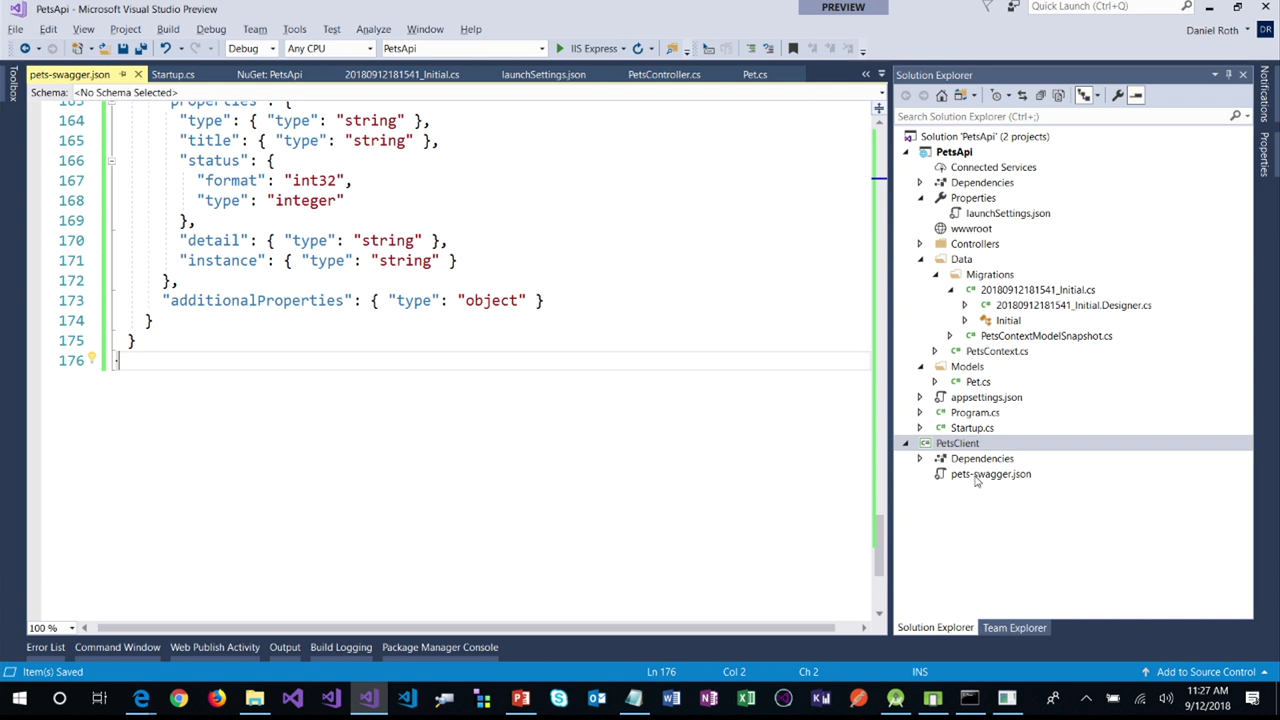 PetsApi - Microsoft Visual Studio Preview
PREVIEW
Quick Launch (Ctrl+Q)
File Edit View Project Build Debug Team Tools Test Analyze Window Help
Daniel Roth DR
Debug Any CPU PetsApi IIS Express
Toolbox
pets-swagger.json Startup.cs NuGet: PetsApi 20180912181541_Initial.cs launchSettings.json PetsController.cs Pet.cs
Schema: <No Schema Selected>
163 "properties": {
164 "type": { "type": "string" },
165 "title": { "type": "string" },
166 "status": {
167 "format": "int32",
168 "type": "integer"
169 },
170 "detail": { "type": "string" },
171 "instance": { "type": "string" }
172 },
173 "additionalProperties": { "type": "object" }
174 }
175 }
176
100 %
Solution Explorer
Search Solution Explorer (Ctrl+;)
Solution 'PetsApi' (2 projects)
PetsApi
Connected Services
Dependencies
Properties
launchSettings.json
wwwroot
Controllers
Data
Migrations
20180912181541_Initial.cs
20180912181541_Initial.Designer.cs
Initial
PetsContextModelSnapshot.cs
PetsContext.cs
Models
Pet.cs
appsettings.json
Program.cs
Startup.cs
PetsClient
Dependencies
pets-swagger.json
Solution Explorer Team Explorer
Notifications
Properties
Error List Command Window Web Publish Activity Output Build Logging Package Manager Console
Item(s) Saved Ln 176 Col 2 Ch 2 INS Add to Source Control
11:27 AM
9/12/2018